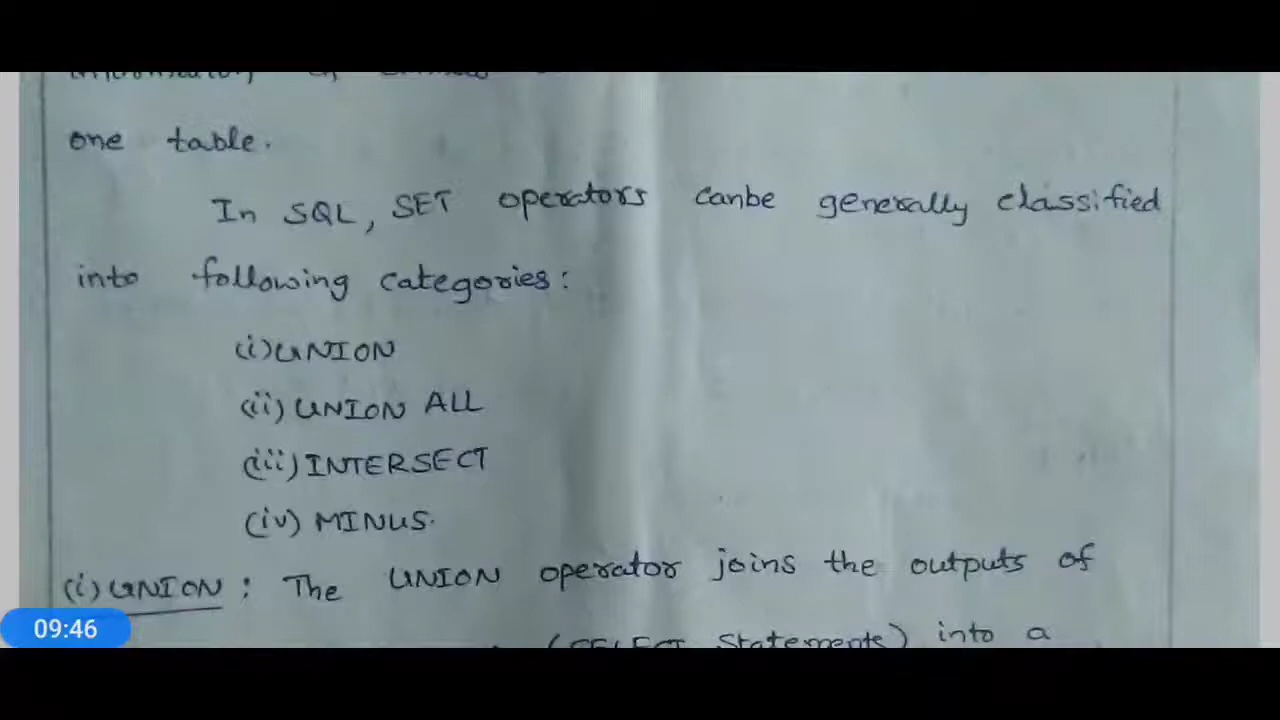 one table.
In SQL, SET operators canbe generally classified
into following categories:
(i) UNION
(ii) UNION ALL
(iii) INTERSECT
(iv) MINUS.
(i) UNION : The UNION operator joins the outputs of
(SELECT Statements) into a
09:46